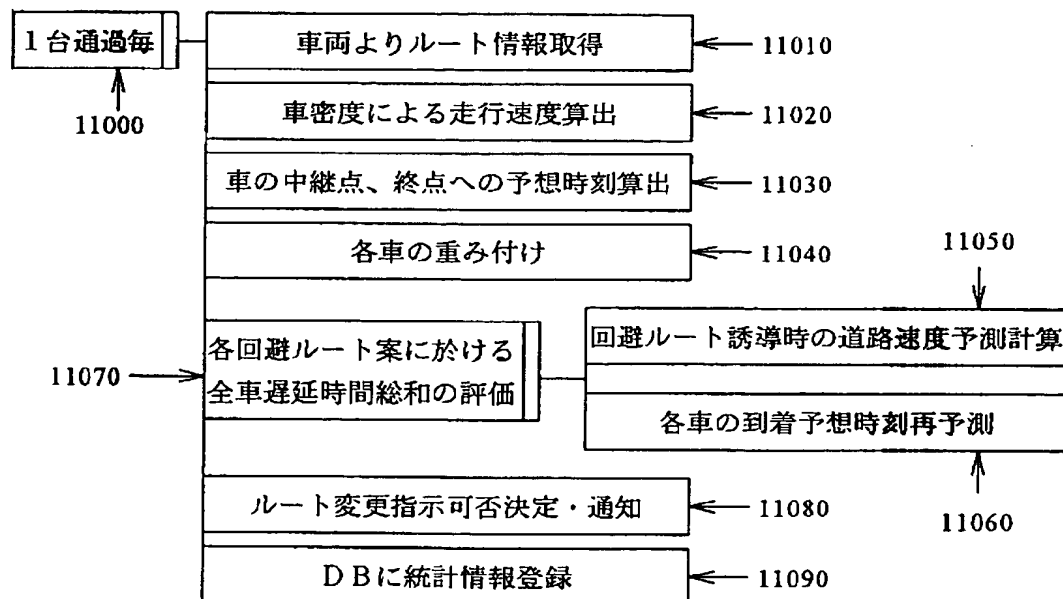 1台通過毎
11000
車両よりルート情報取得
11010
車密度による走行速度算出
11020
車の中継点、終点への予想時刻算出
11030
各車の重み付け
11040
11050
各回避ルート案に於ける
全車遅延時間総和の評価
11070
回避ルート誘導時の道路速度予測計算
各車の到着予想時刻再予測
11060
ルート変更指示可否決定・通知
11080
DBに統計情報登録
11090